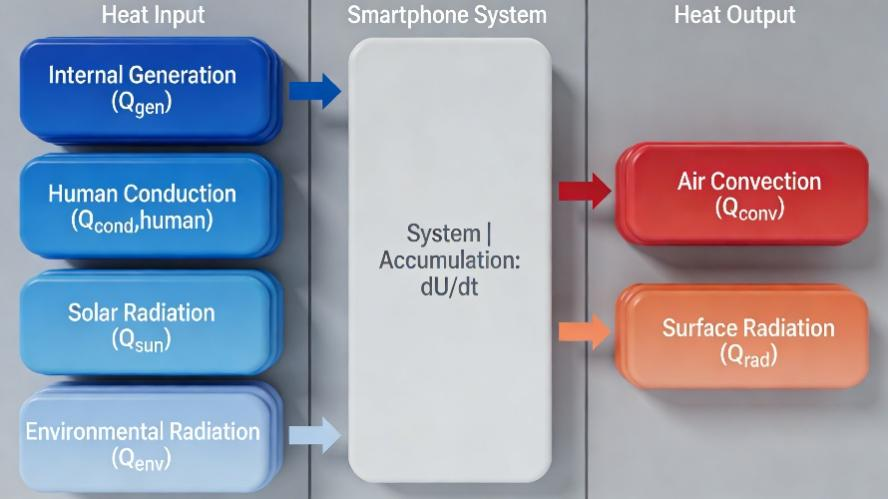 Heat Input
Smartphone System
Heat Output
Internal Generation
(Qgen)
Human Conduction
(Qcond,human)
Solar Radiation
(Qsun)
Environmental Radiation
(Qenv)
System |
Accumulation:
dU/dt
Air Convection
(Qconv)
Surface Radiation
(Qrad)